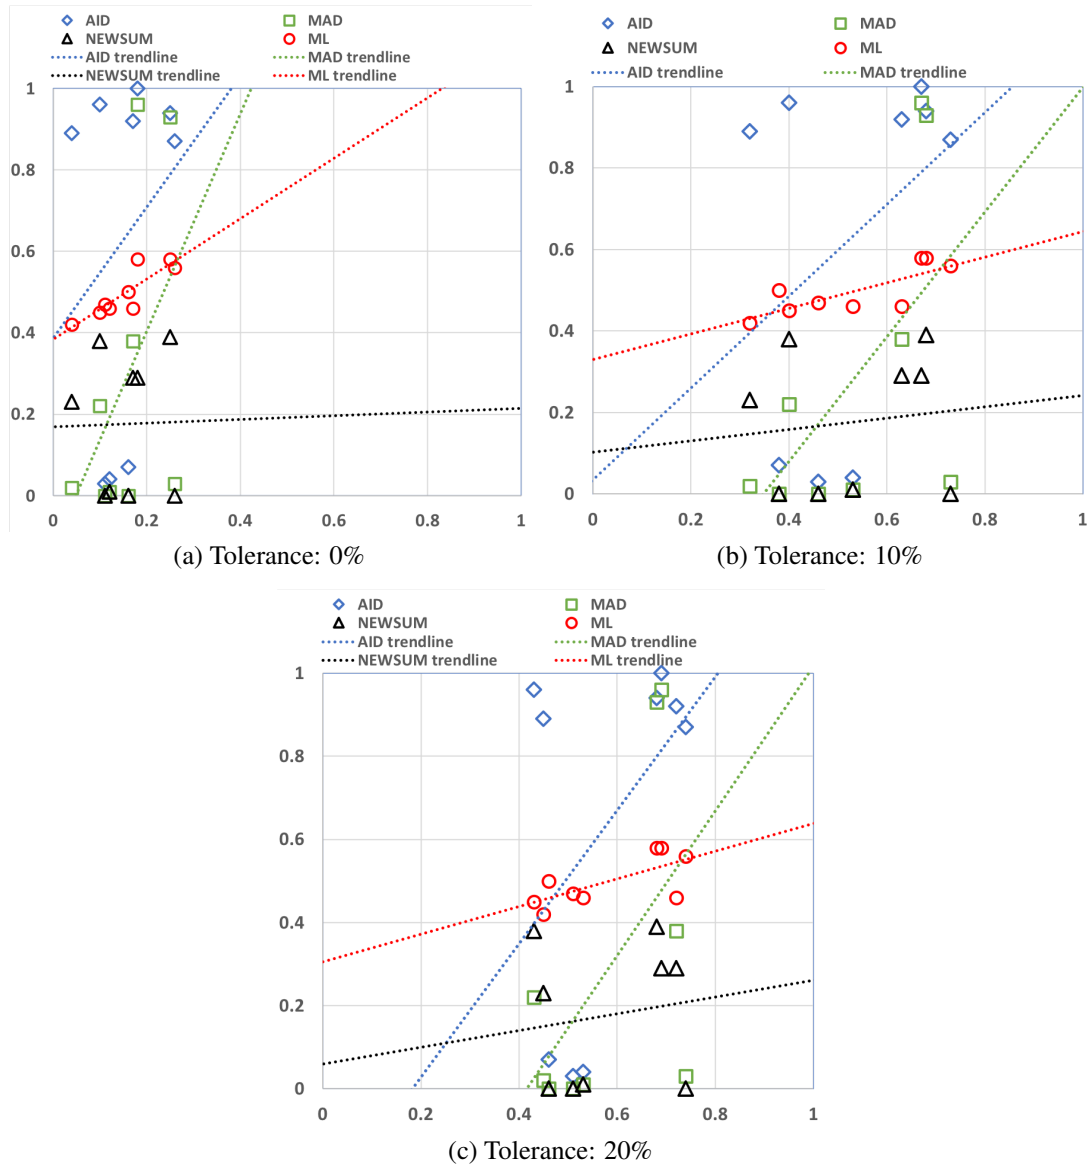 AID MAD
NEWSUM ML
AID trendline MAD trendline
NEWSUM trendline ML trendline
1
0.8
0.6
0.4
0.2
0
0 0.2 0.4 0.6 0.8 1
(a) Tolerance: 0%
AID MAD
NEWSUM ML
AID trendline MAD trendline
1
0.8
0.6
0.4
0.2
0
0 0.2 0.4 0.6 0.8 1
(b) Tolerance: 10%
AID MAD
NEWSUM ML
AID trendline MAD trendline
NEWSUM trendline ML trendline
1
0.8
0.6
0.4
0.2
0
0 0.2 0.4 0.6 0.8 1
(c) Tolerance: 20%